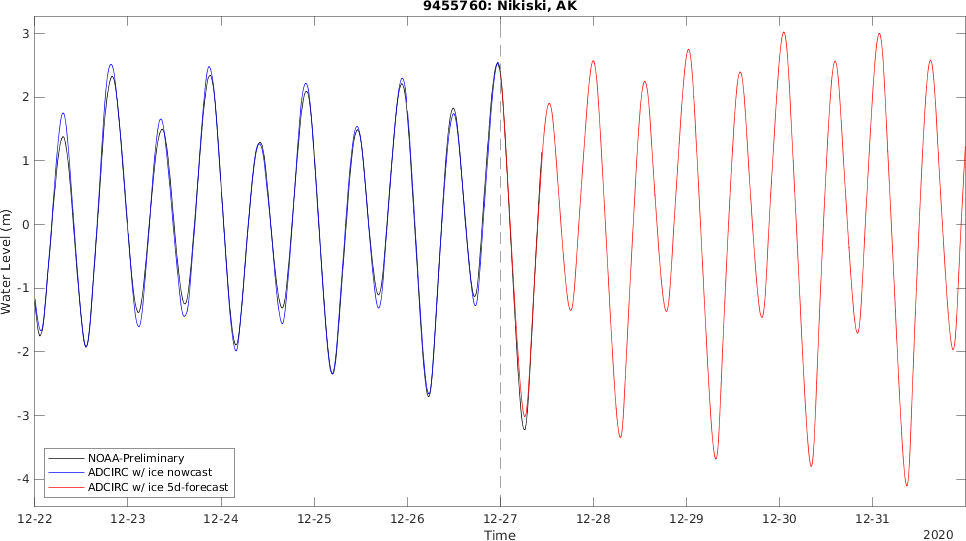 9455760: Nikiski, AK
Water Level (m)
3
2
1
0
-1
-2
-3
-4
NOAA-Preliminary
ADCIRC w/ ice nowcast
ADCIRC w/ ice 5d-forecast
12-22 12-23 12-24 12-25 12-26 12-27 12-28 12-29 12-30 12-31
Time
2020